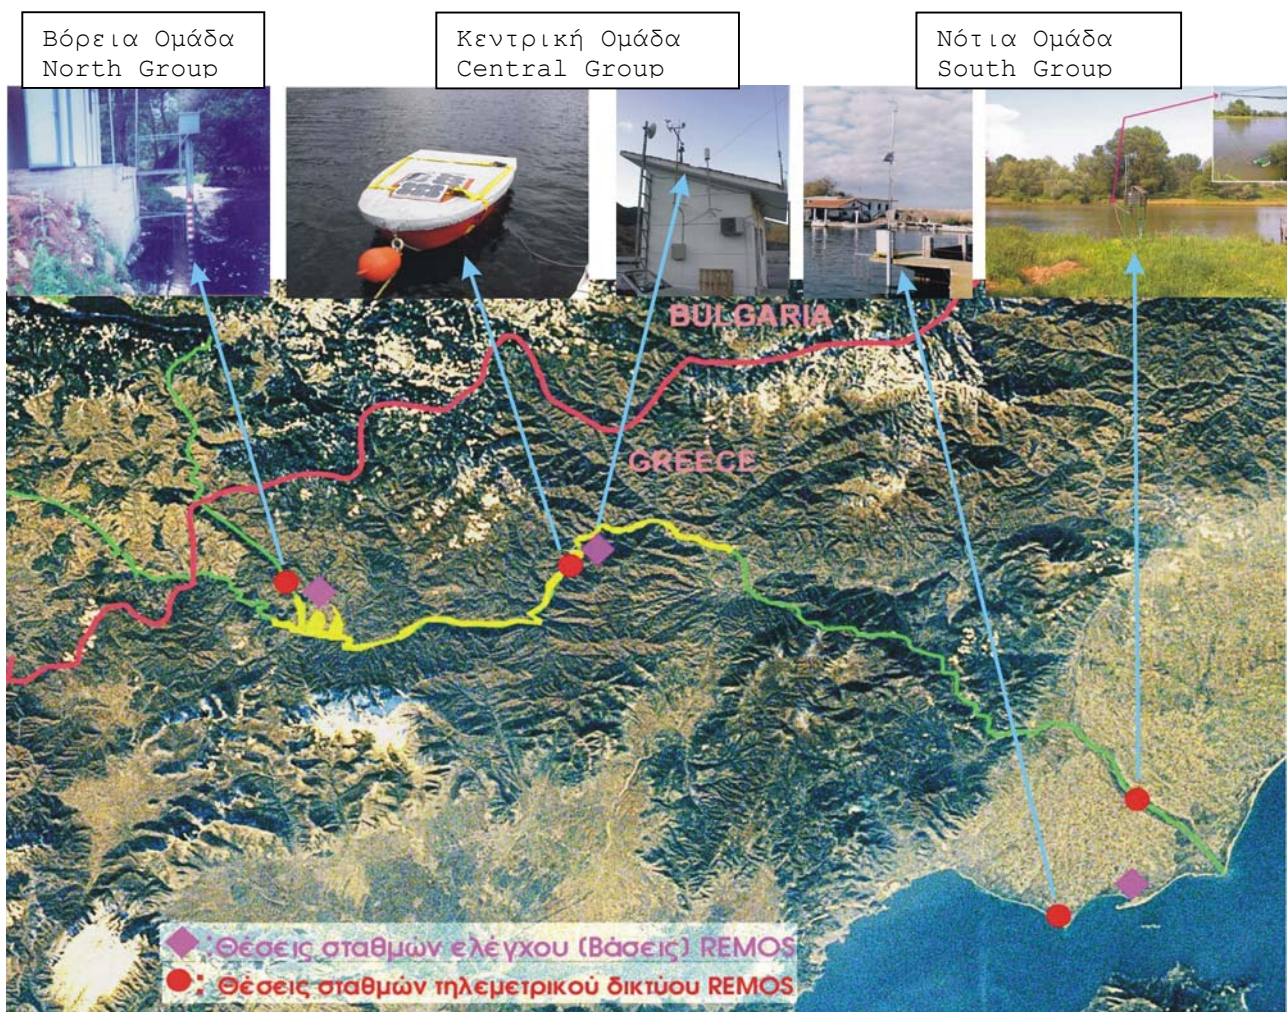 Βόρεια Ομάδα
North Group
Κεντρική Ομάδα
Central Group
Νότια Ομάδα
South Group
BULGARIA
GREECE
:Θέσεις σταθμών ελέγχου (Βάσεις) REMOS
: Θέσεις σταθμών τηλεμετρικού δικτύου REMOS